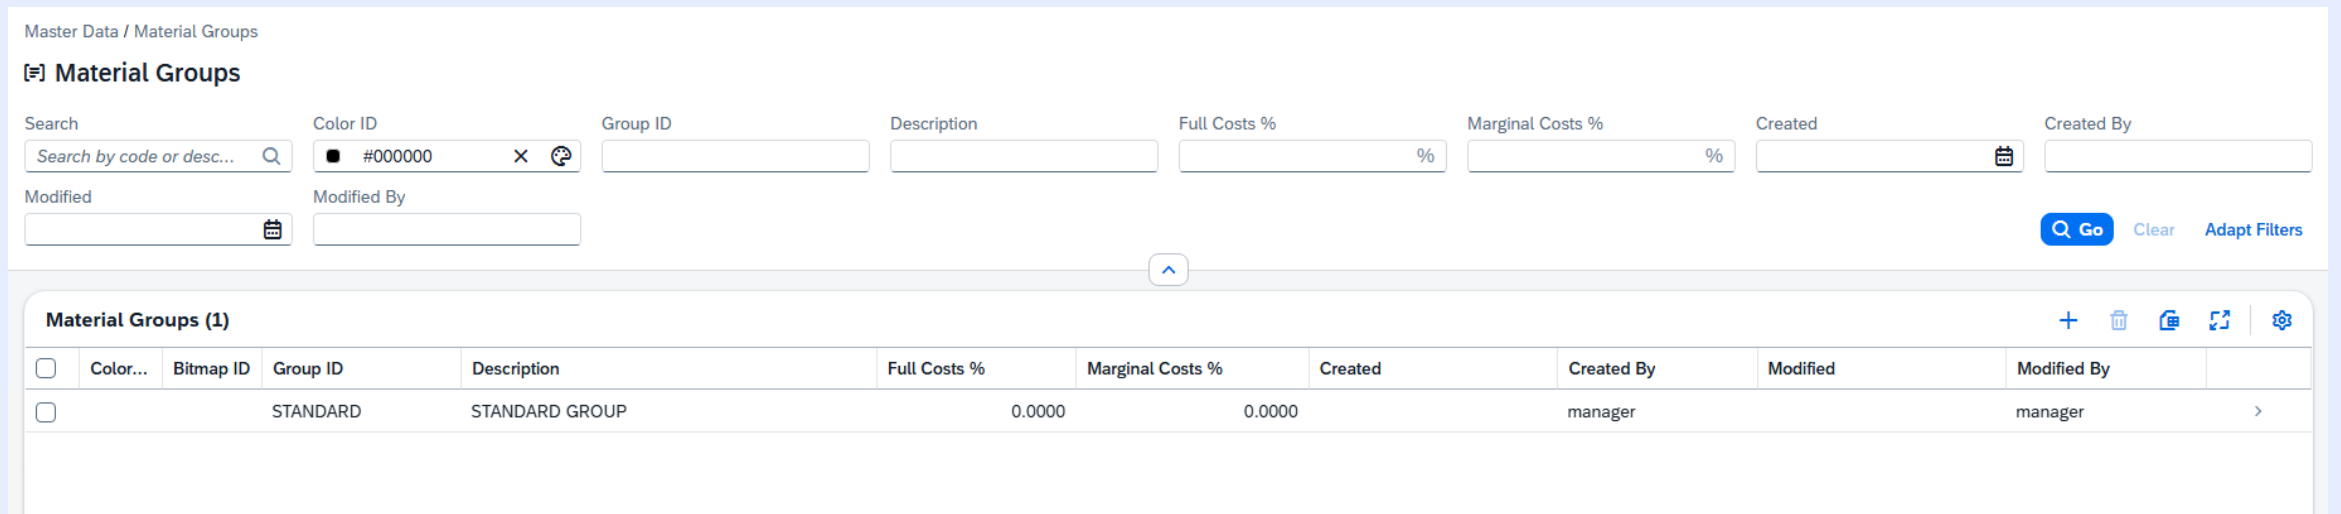 Master Data / Material Groups
Material Groups
Search Color ID Group ID Description Full Costs % Marginal Costs % Created Created By
Search by code or desc... #000000 % %
Modified Modified By
Go Clear Adapt Filters
Material Groups (1)
Color... Bitmap ID Group ID Description Full Costs % Marginal Costs % Created Created By Modified Modified By
STANDARD STANDARD GROUP 0.0000 0.0000 manager manager